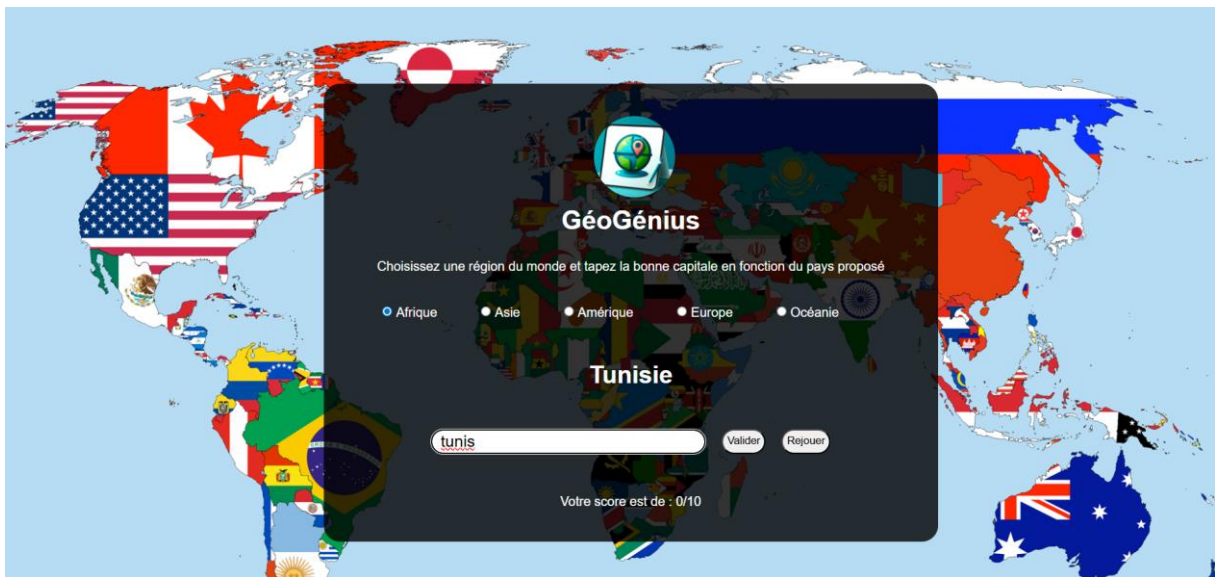 GéoGénius
Choisissez une région du monde et tapez la bonne capitale en fonction du pays proposé
Afrique Asie Amérique Europe Océanie
Tunisie
tunis Valider Rejouer
Votre score est de : 0/10